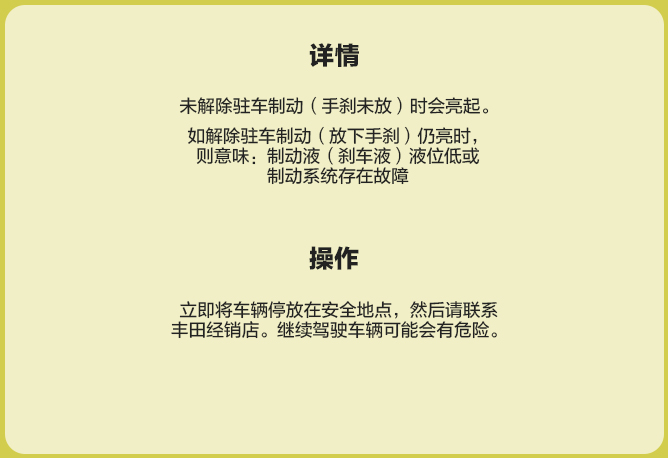 详情
未解除驻车制动（手刹未放）时会亮起。
如解除驻车制动（放下手刹）仍亮时，
则意味：制动液（刹车液）液位低或
制动系统存在故障
操作
立即将车辆停放在安全地点，然后请联系
丰田经销店。继续驾驶车辆可能会有危险。